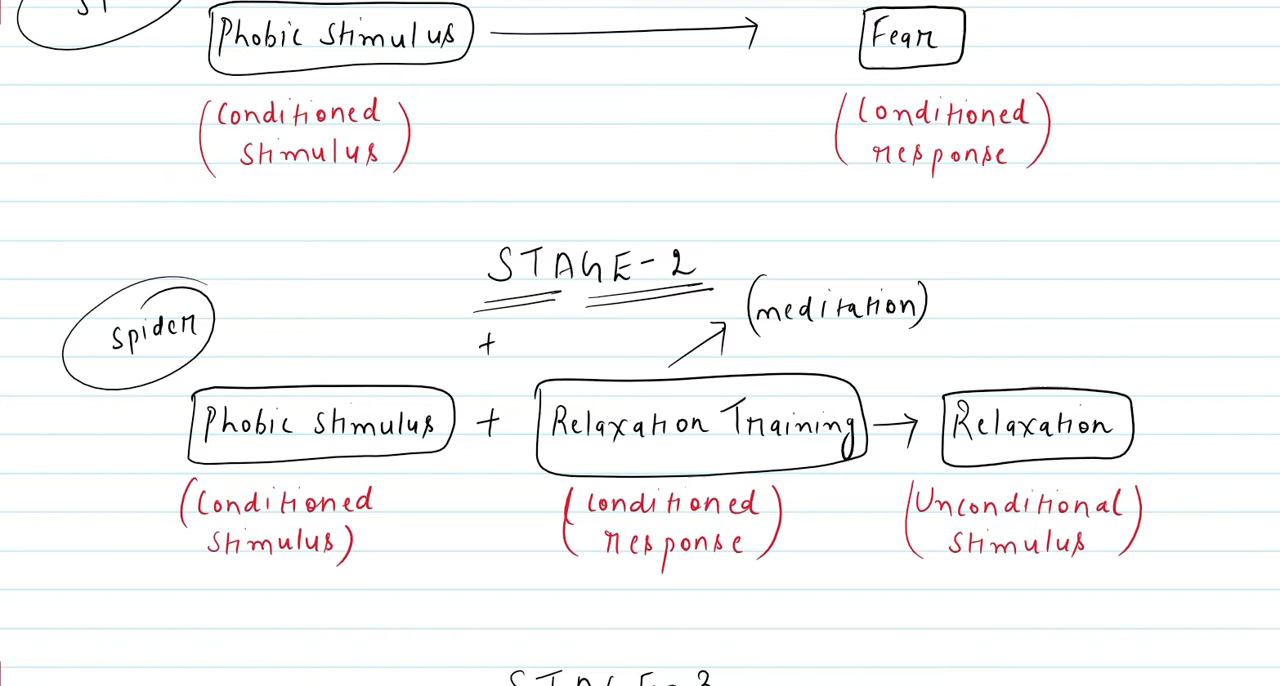 Phobic Stimulus → Fear
(Conditioned stimulus) (Conditioned response)
STAGE-2
(meditation)
Spider
+
Phobic stimulus + Relaxation Training → Relaxation
(Conditioned stimulus) (Conditioned response) (Unconditional stimulus)